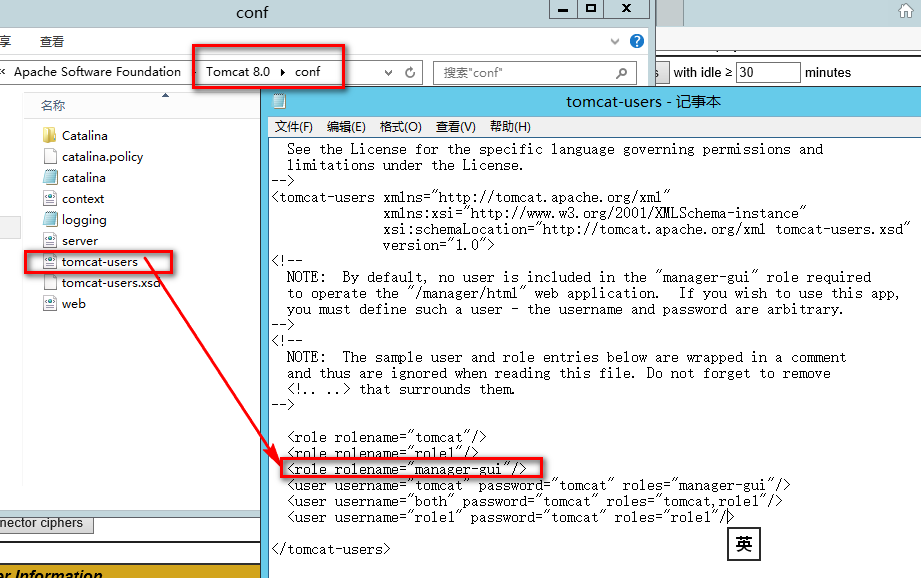 conf
享
查看
Apache Software Foundation
Tomcat 8.0
conf
搜索"conf"
with idle ≥ 30 minutes
名称
Catalina
catalina.policy
catalina
context
logging
server
tomcat-users
tomcat-users.xsd
web
nector ciphers
er Information
tomcat-users - 记事本
文件(F) 编辑(E) 格式(O) 查看(V) 帮助(H)
See the License for the specific language governing permissions and
limitations under the License.
-->
<tomcat-users xmlns="http://tomcat.apache.org/xml"
xmlns:xsi="http://www.w3.org/2001/XMLSchema-instance"
xsi:schemaLocation="http://tomcat.apache.org/xml tomcat-users.xsd"
version="1.0">
<!--
NOTE:  By default, no user is included in the "manager-gui" role required
to operate the "/manager/html" web application.  If you wish to use this app,
you must define such a user - the username and password are arbitrary.
-->
<!--
NOTE:  The sample user and role entries below are wrapped in a comment
and thus are ignored when reading this file. Do not forget to remove
<!.. ..> that surrounds them.
-->
<role rolename="tomcat"/>
<role rolename="role1"/>
<role rolename="manager-gui"/>
<user username="tomcat" password="tomcat" roles="manager-gui"/>
<user username="both" password="tomcat" roles="tomcat,role1"/>
<user username="role1" password="tomcat" roles="role1"/>
</tomcat-users>
英